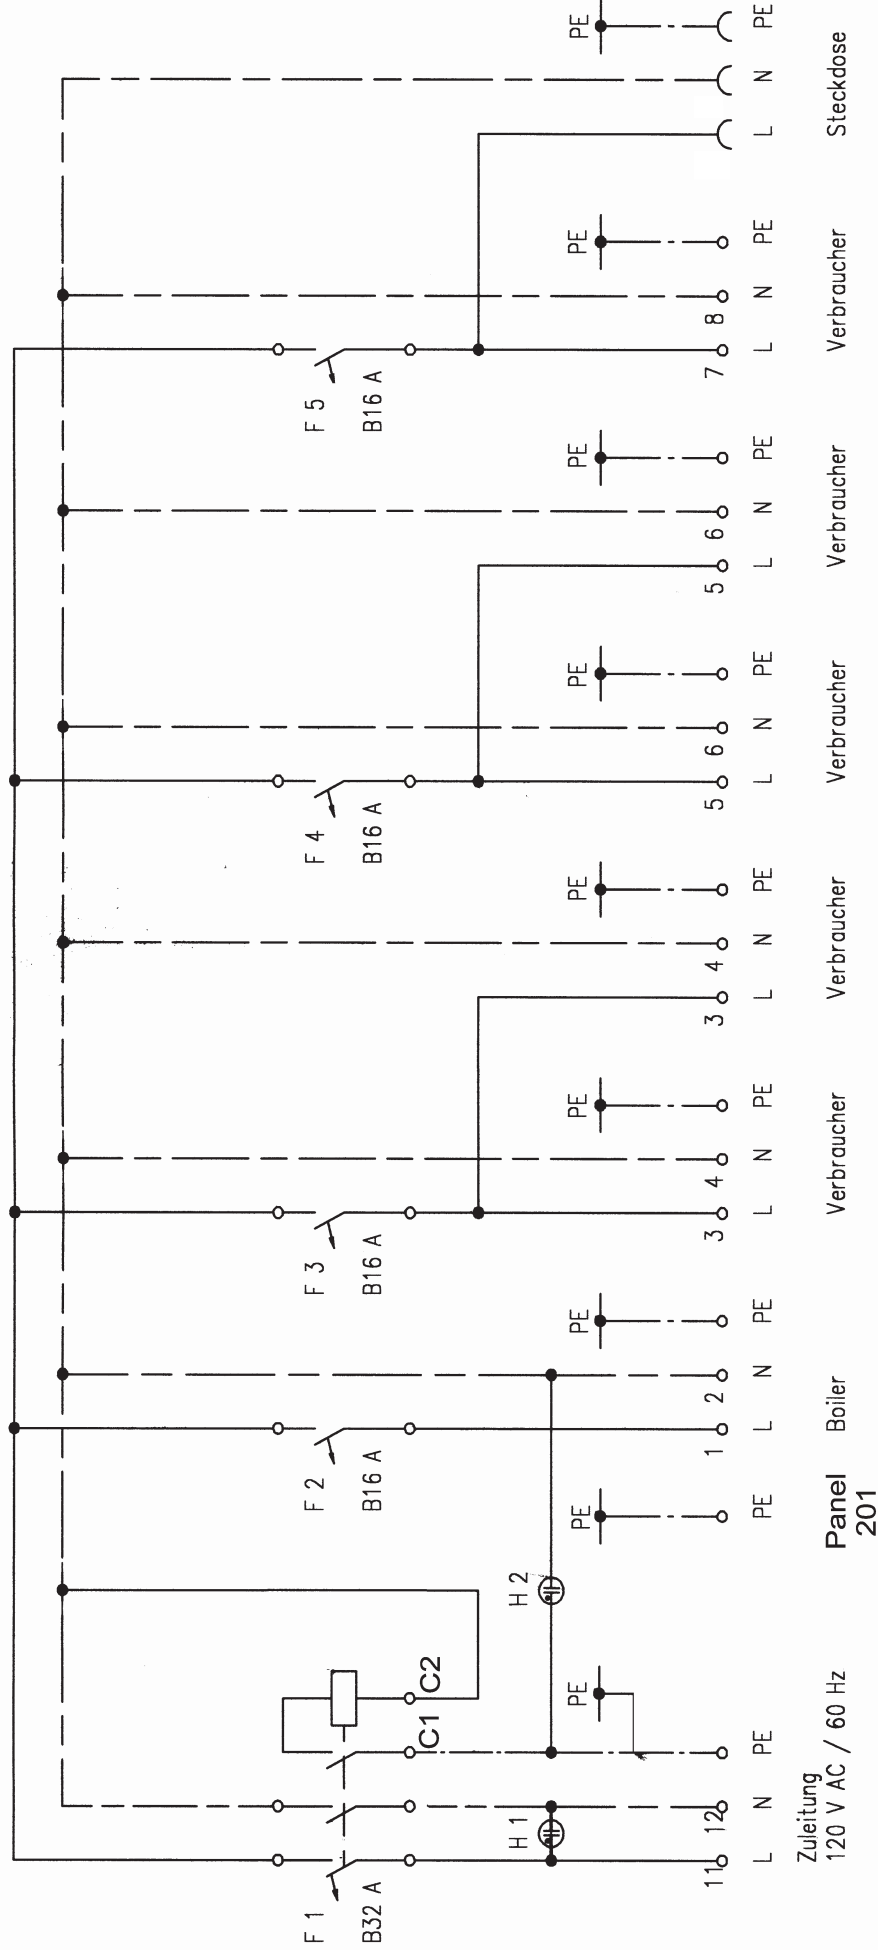 F 1 F 2 F 3 F 4 F 5
B32 A B16 A B16 A B16 A B16 A
C1 C2
H 1 H 2
PE PE PE PE PE PE PE PE PE
11 12 1 2 3 4 3 4 5 6 5 6 7 8
L N PE PE L N PE L N PE L N PE L N PE L N PE L N PE L N PE
Zuleitung
120 V AC / 60 Hz
Panel
201
Boiler
Verbraucher
Verbraucher
Verbraucher
Verbraucher
Verbraucher
Steckdose